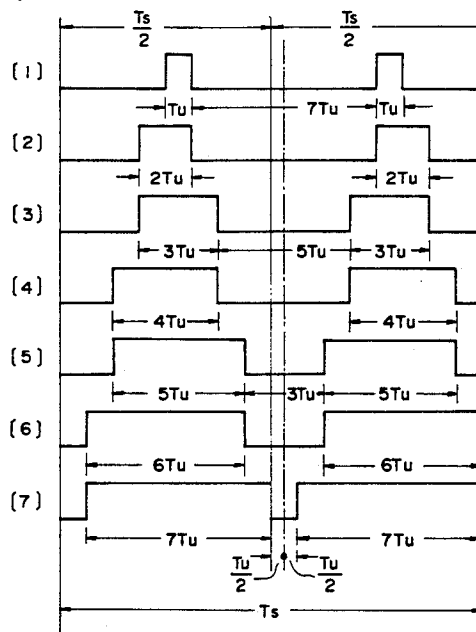 Ts/2 Ts/2
[1]
Tu 7Tu Tu
[2]
2Tu 2Tu
[3]
3Tu 5Tu 3Tu
[4]
4Tu 4Tu
[5]
5Tu 3Tu 5Tu
[6]
6Tu 6Tu
[7]
7Tu 7Tu
Tu/2 Tu/2
Ts